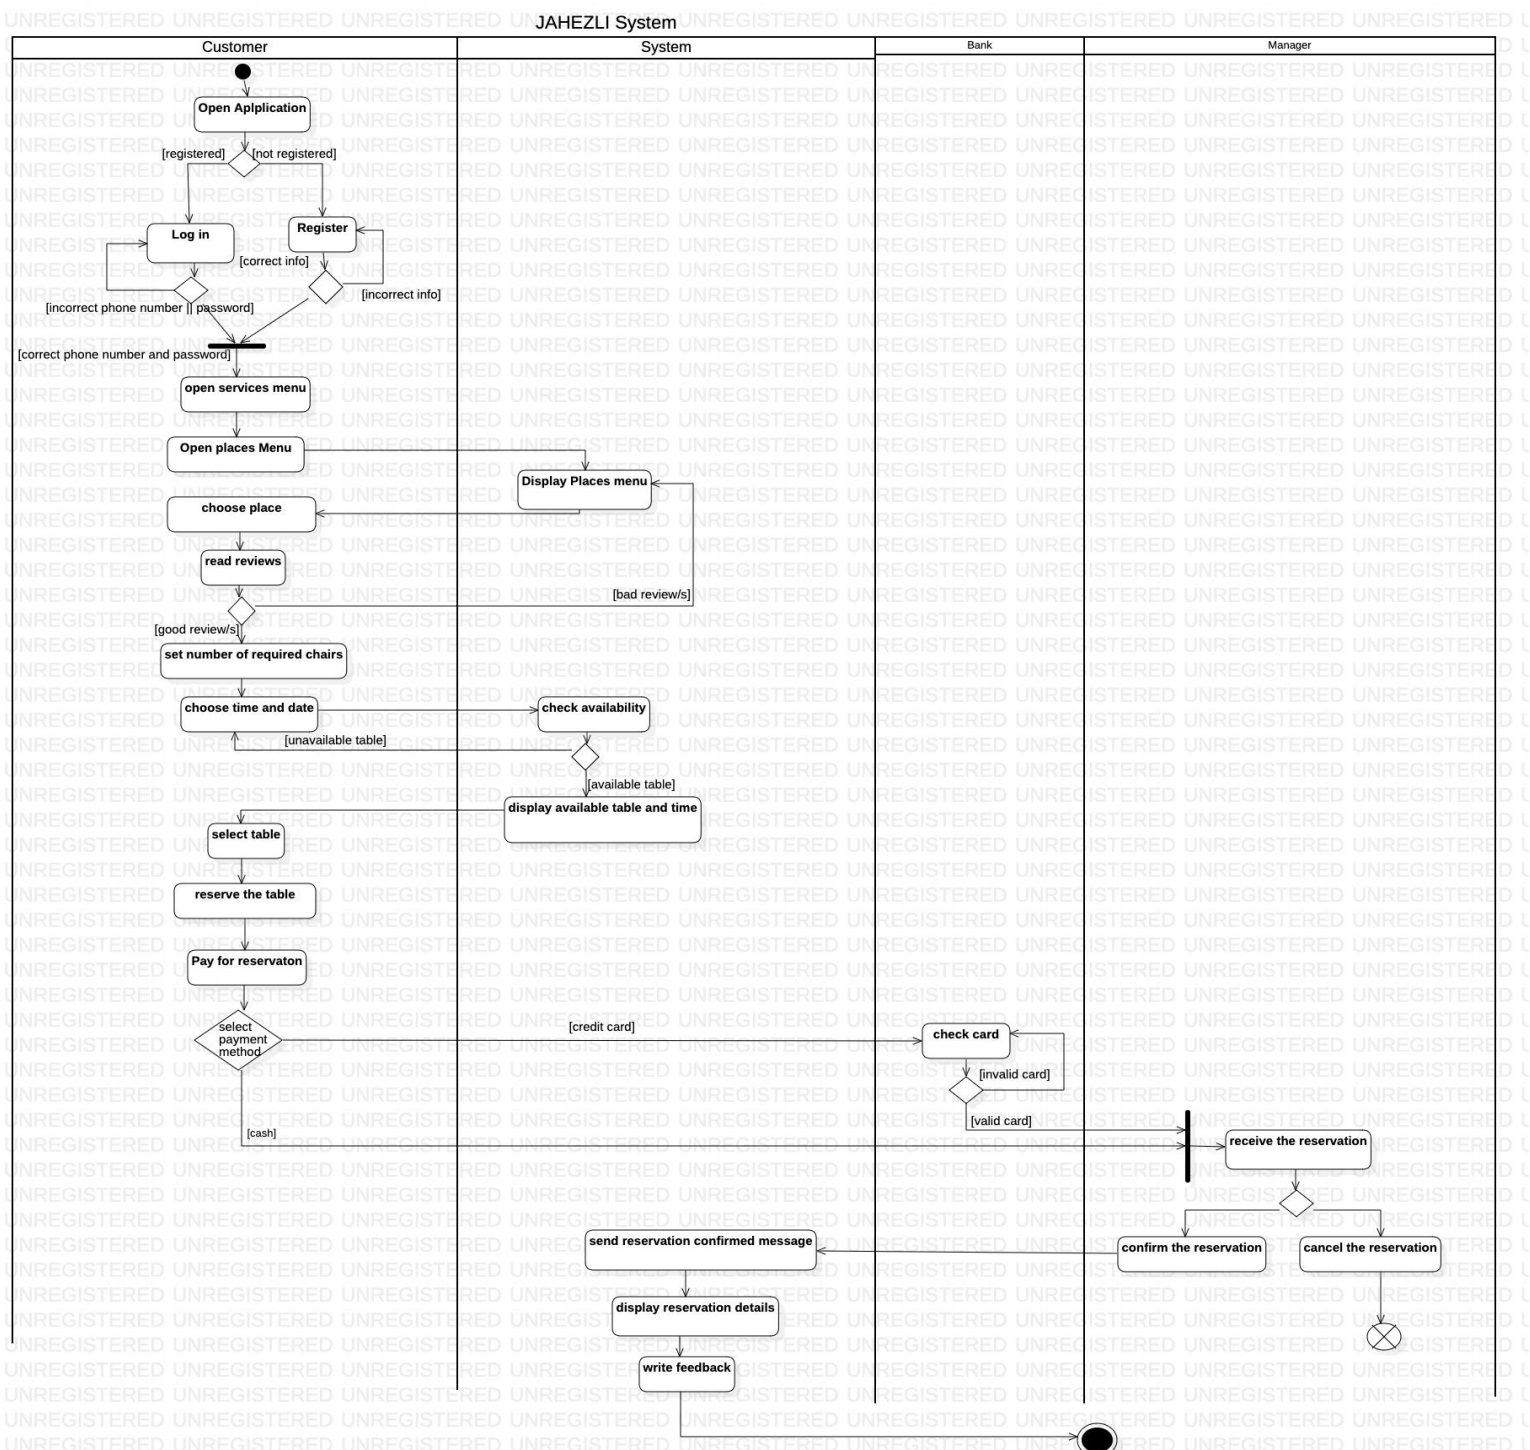 JAHEZLI System
Customer
System
Bank
Manager
Open Aplplication
[registered]
[not registered]
Log in
Register
[correct info]
[incorrect info]
[incorrect phone number || password]
[correct phone number and password]
open services menu
Open places Menu
Display Places menu
choose place
read reviews
[bad review/s]
[good review/s]
set number of required chairs
choose time and date
check availability
[unavailable table]
[available table]
display available table and time
select table
reserve the table
Pay for reservaton
select
payment
method
[credit card]
check card
[invalid card]
[valid card]
[cash]
receive the reservation
send reservation confirmed message
confirm the reservation
cancel the reservation
display reservation details
write feedback
UNREGISTERED